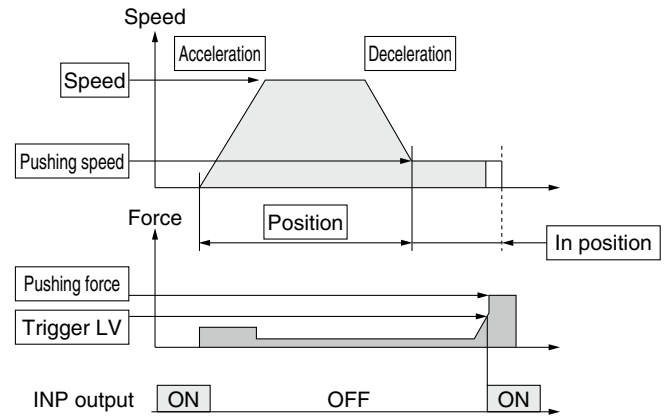 Speed
Acceleration
Deceleration
Speed
Pushing speed
Force
Position
In position
Pushing force
Trigger LV
INP output
ON
OFF
ON